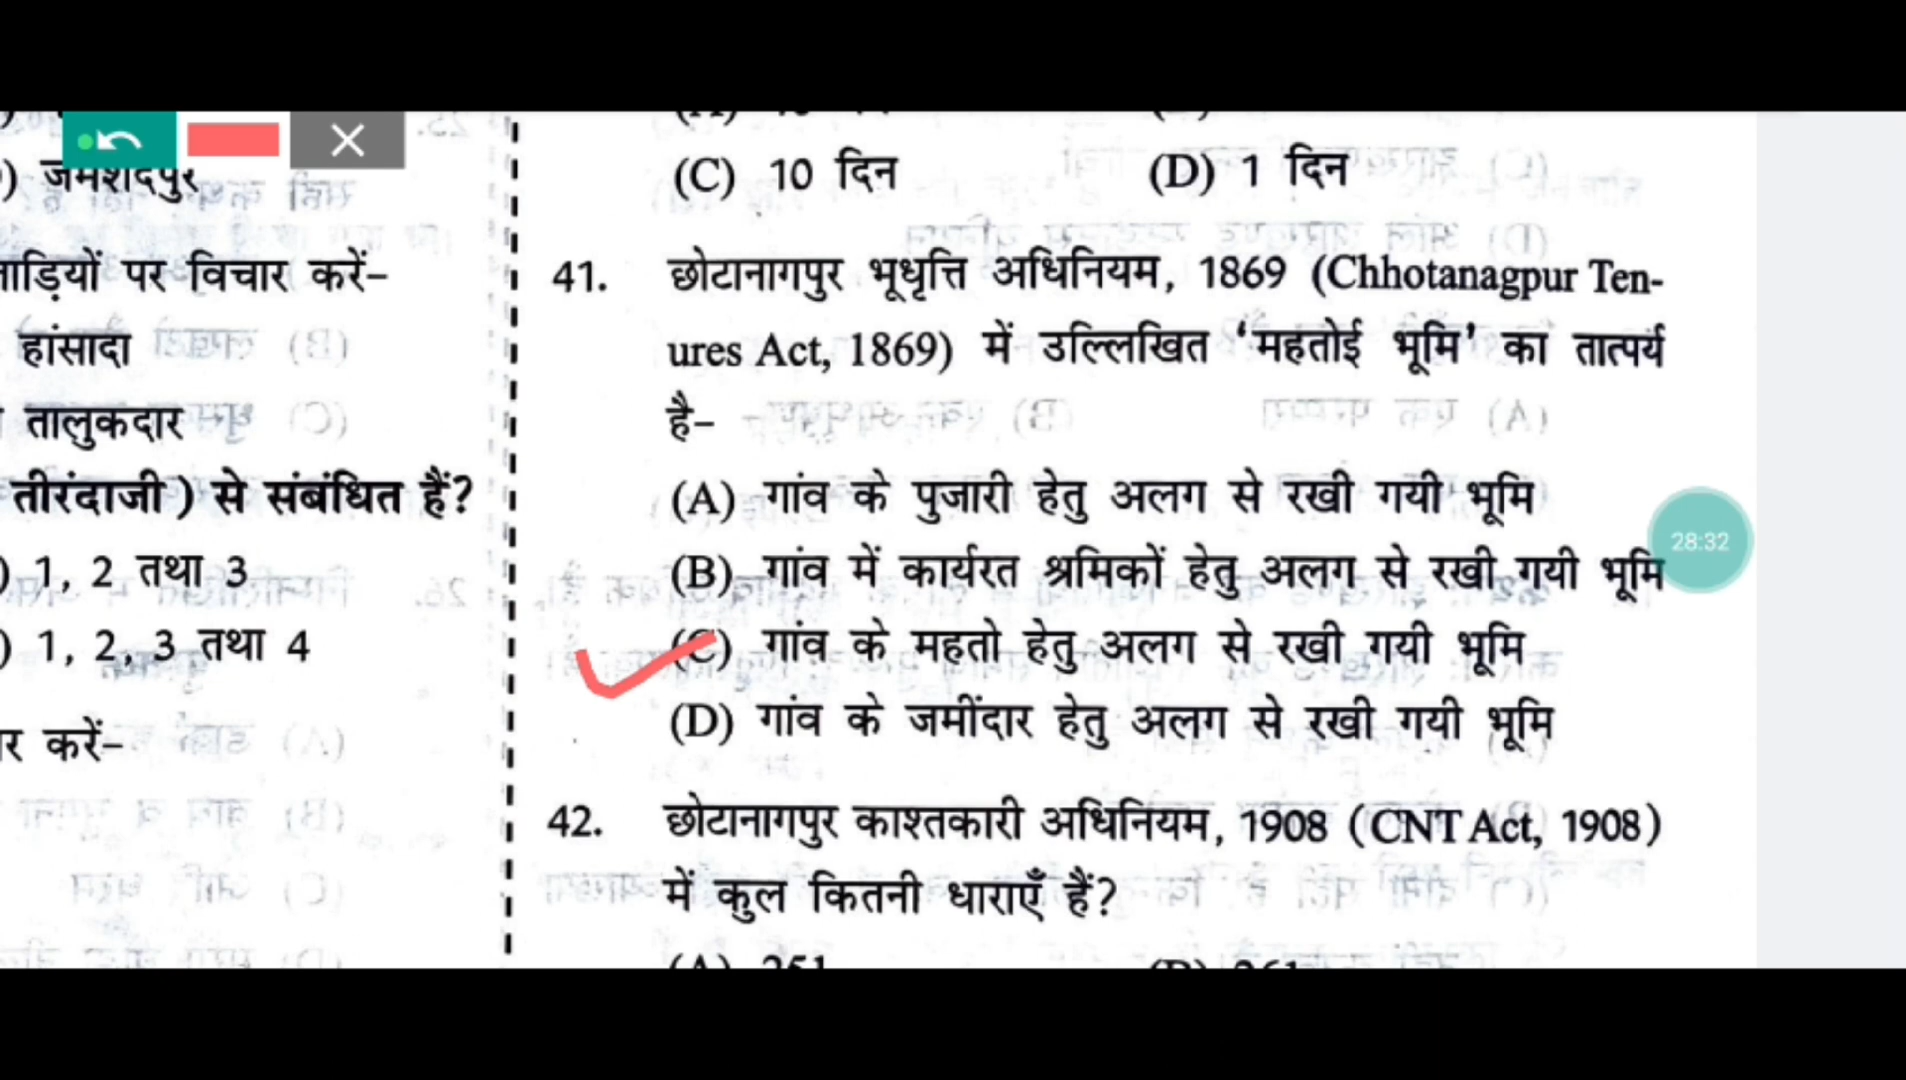 जमशेदपुर
ताड़ियों पर विचार करें–
हांसादा
तालुकदार
तीरंदाजी ) से संबंधित हैं?
) 1, 2 तथा 3
) 1, 2, 3 तथा 4
र करें–
(C) 10 दिन (D) 1 दिन
41. छोटानागपुर भूधृत्ति अधिनियम, 1869 (Chhotanagpur Ten-
ures Act, 1869) में उल्लिखित ‘महतोई भूमि’ का तात्पर्य
है–
(A) गांव के पुजारी हेतु अलग से रखी गयी भूमि
(B) गांव में कार्यरत श्रमिकों हेतु अलग से रखी गयी भूमि
(C) गांव के महतो हेतु अलग से रखी गयी भूमि
(D) गांव के जमींदार हेतु अलग से रखी गयी भूमि
42. छोटानागपुर काश्तकारी अधिनियम, 1908 (CNT Act, 1908)
में कुल कितनी धाराएँ हैं?
28:32